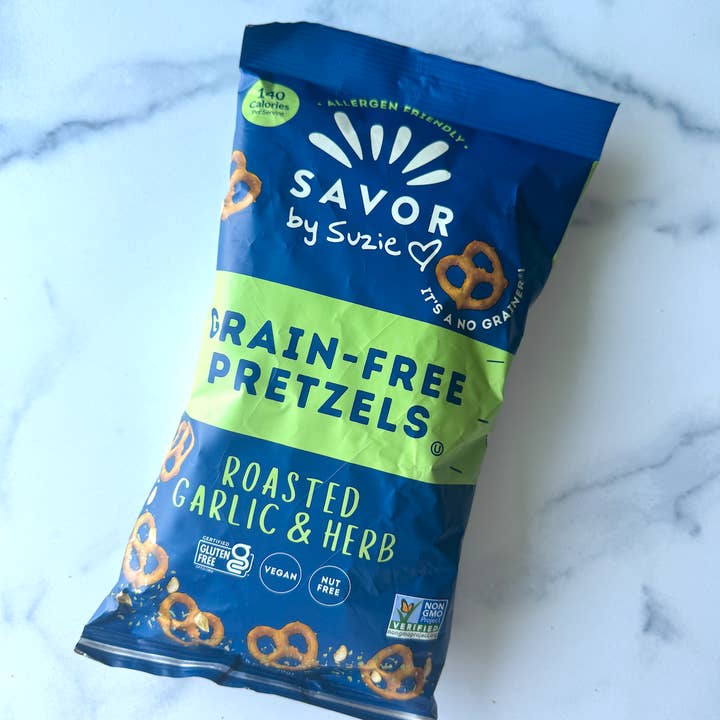 140
Calories
Per Serving
• ALLERGEN FRIENDLY •
SAVOR
by Suzie
IT'S A NO GRAINER!
GRAIN-FREE
PRETZELS
U
ROASTED
GARLIC & HERB
CERTIFIED
GLUTEN
FREE
VEGAN
NUT
FREE
NON
GMO
Project
VERIFIED
nongmoproject.org